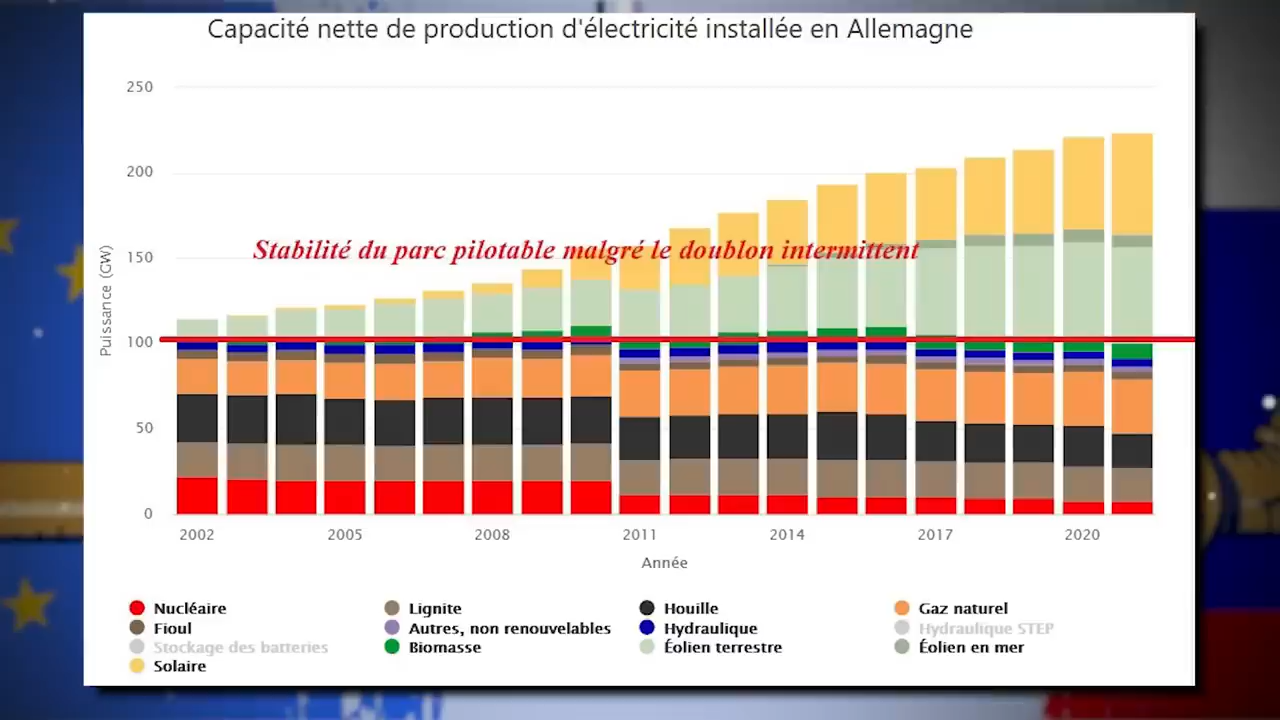 Capacité nette de production d'électricité installée en Allemagne
250
200
150
100
50
0
Puissance (GW)
Stabilité du parc pilotable malgré le doublon intermittent
2002 2005 2008 2011 2014 2017 2020
Année
Nucléaire Lignite Houille Gaz naturel
Fioul Autres, non renouvelables Hydraulique Hydraulique STEP
Stockage des batteries Biomasse Éolien terrestre Éolien en mer
Solaire